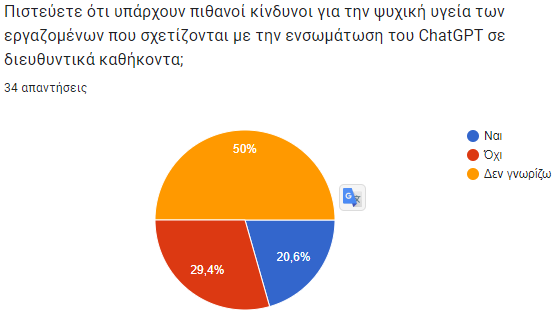 Πιστεύετε ότι υπάρχουν πιθανοί κίνδυνοι για την ψυχική υγεία των
εργαζομένων που σχετίζονται με την ενσωμάτωση του ChatGPT σε
διευθυντικά καθήκοντα;
34 απαντήσεις
Ναι
Όχι
Δεν γνωρίζω
50%
29,4%
20,6%